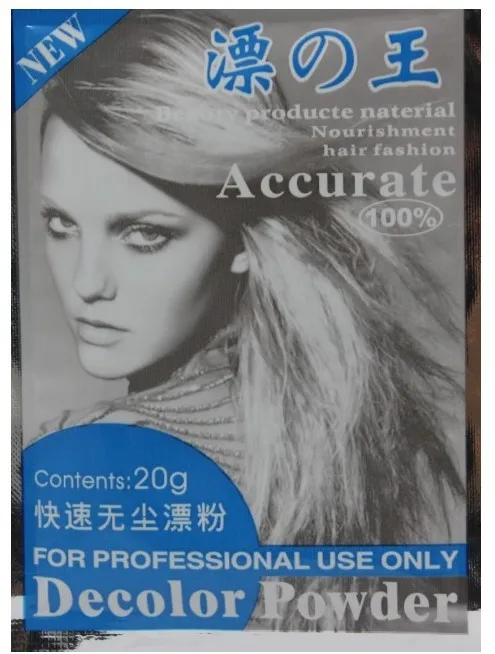 NEW
漂の王
Beauty producte naterial
Nourishment
hair fashion
Accurate
100%
Contents:20g
快速无尘漂粉
FOR PROFESSIONAL USE ONLY
Decolor Powder